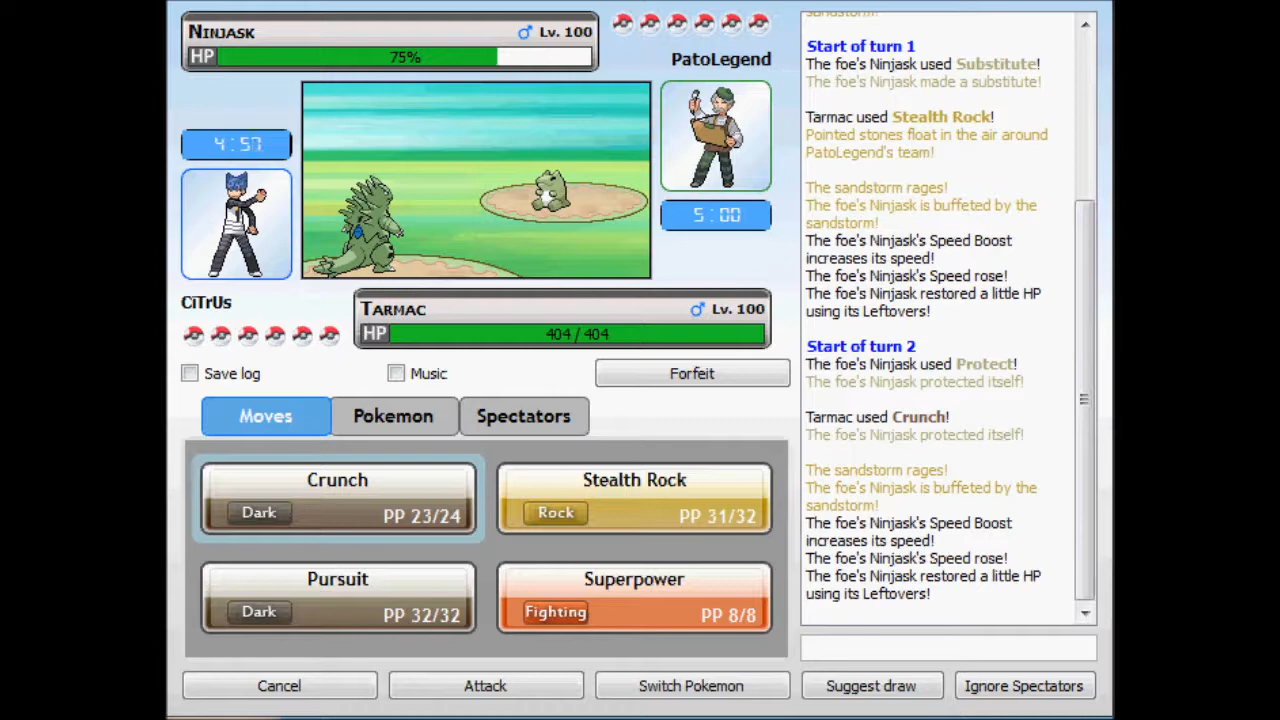 NINJASK ♂ Lv. 100
HP 75%
PatoLegend
4:57
5:00
CiTrUs
TARMAC ♂ Lv. 100
HP 404 / 404
Save log
Music
Forfeit
Moves
Pokemon
Spectators
Crunch
Dark PP 23/24
Stealth Rock
Rock PP 31/32
Pursuit
Dark PP 32/32
Superpower
Fighting PP 8/8
Cancel
Attack
Switch Pokemon
Suggest draw
Ignore Spectators
sandstorm!
Start of turn 1
The foe's Ninjask used Substitute!
The foe's Ninjask made a substitute!
Tarmac used Stealth Rock!
Pointed stones float in the air around
PatoLegend's team!
The sandstorm rages!
The foe's Ninjask is buffeted by the
sandstorm!
The foe's Ninjask's Speed Boost
increases its speed!
The foe's Ninjask's Speed rose!
The foe's Ninjask restored a little HP
using its Leftovers!
Start of turn 2
The foe's Ninjask used Protect!
The foe's Ninjask protected itself!
Tarmac used Crunch!
The foe's Ninjask protected itself!
The sandstorm rages!
The foe's Ninjask is buffeted by the
sandstorm!
The foe's Ninjask's Speed Boost
increases its speed!
The foe's Ninjask's Speed rose!
The foe's Ninjask restored a little HP
using its Leftovers!